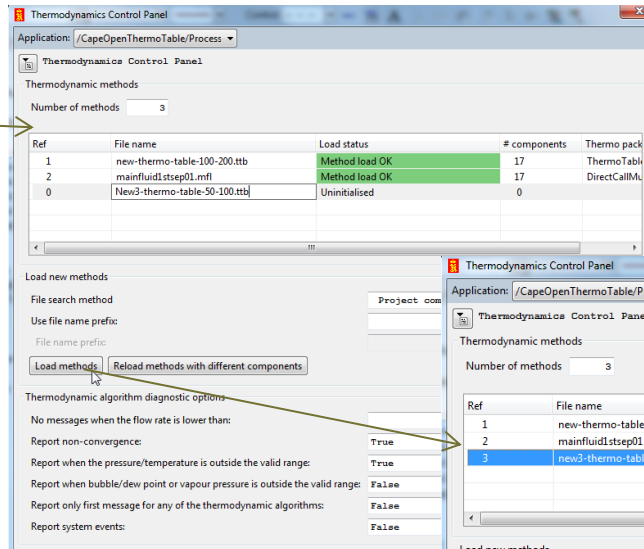 Thermodynamics Control Panel
Application: /CapeOpenThermoTable/Process
Thermodynamics Control Panel
Thermodynamic methods
Number of methods 3
Ref File name Load status # components Thermo pack
1 new-thermo-table-100-200.ttb Method load OK 17 ThermoTabl
2 mainfluid1stsep01.mfl Method load OK 17 DirectCallMu
0 New3-thermo-table-50-100.ttb Uninitialised 0
Load new methods
File search method Project com
Use file name prefix:
File name prefix:
Load methods Reload methods with different components
Thermodynamic algorithm diagnostic options
No messages when the flow rate is lower than:
Report non-convergence: True
Report when the pressure/temperature is outside the valid range: True
Report when bubble/dew point or vapour pressure is outside the valid range: False
Report only first message for any of the thermodynamic algorithms: False
Report system events: False
Thermodynamics Control Panel
Application: /CapeOpenThermoTable/P
Thermodynamics Control Pane
Thermodynamic methods
Number of methods 3
Ref File name
1 new-thermo-table
2 mainfluid1stsep01
3 new3-thermo-tabl
Load new methods